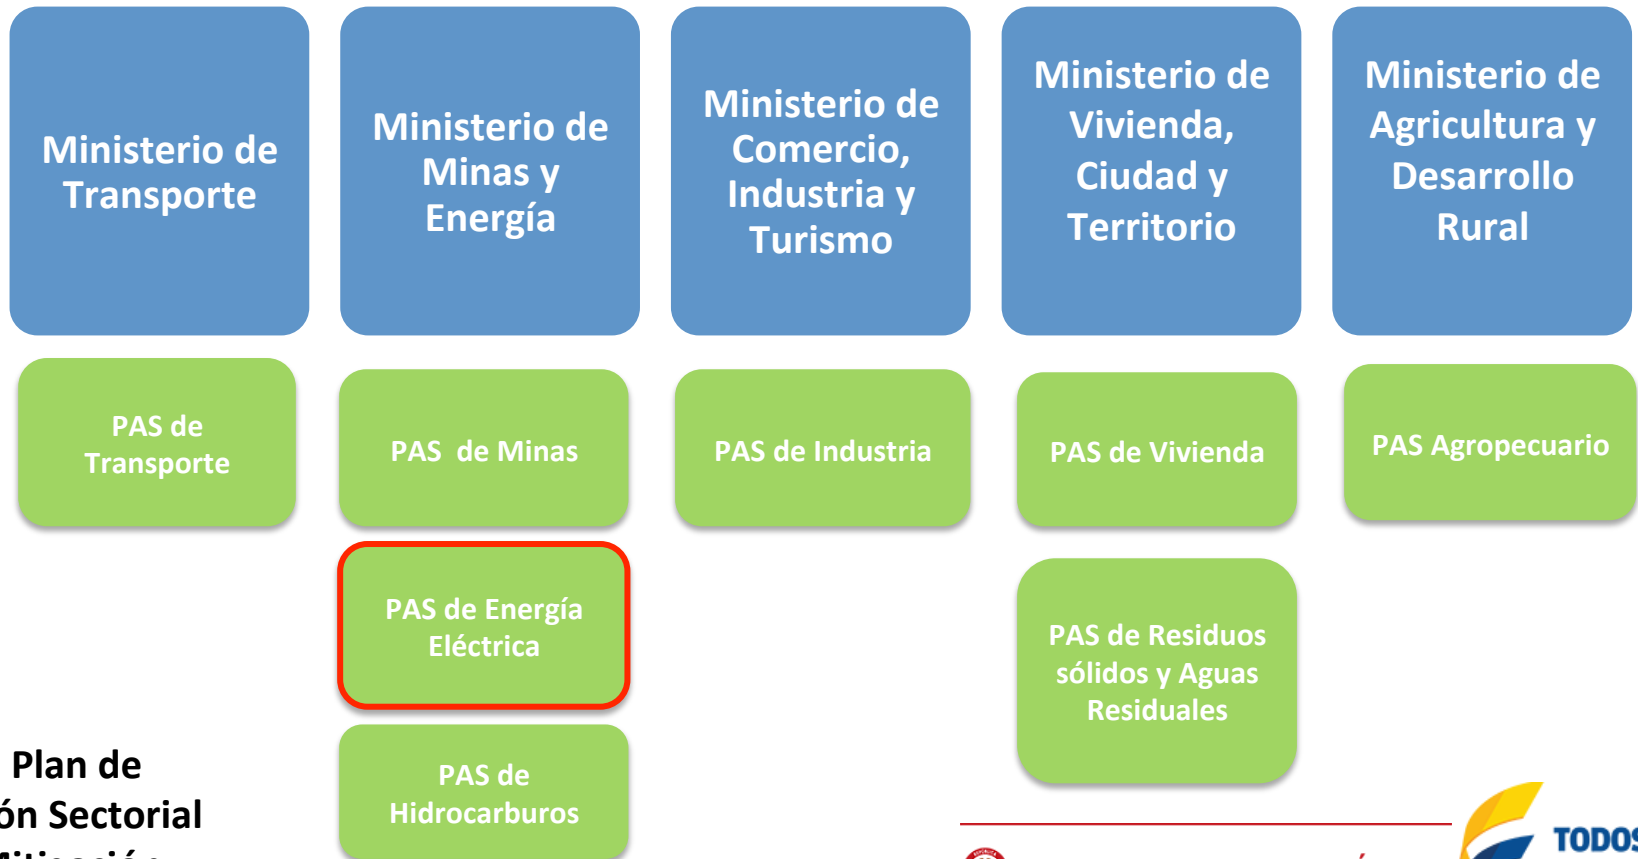 Ministerio de
Transporte
Ministerio de
Minas y
Energía
Ministerio de
Comercio,
Industria y
Turismo
Ministerio de
Vivienda,
Ciudad y
Territorio
Ministerio de
Agricultura y
Desarrollo
Rural
PAS de
Transporte
PAS de Minas
PAS de Industria
PAS de Vivienda
PAS Agropecuario
PAS de Energía
Eléctrica
PAS de Residuos
sólidos y Aguas
Residuales
PAS de
Hidrocarburos
Plan de
ón Sectorial
TODOS